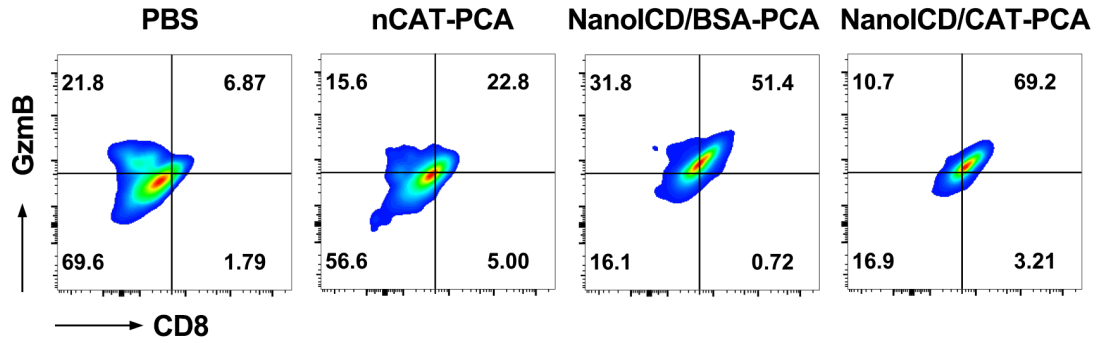 PBS
nCAT-PCA
NanoICD/BSA-PCA
NanoICD/CAT-PCA
GzmB
21.8
6.87
69.6
1.79
15.6
22.8
56.6
5.00
31.8
51.4
16.1
0.72
10.7
69.2
16.9
3.21
CD8